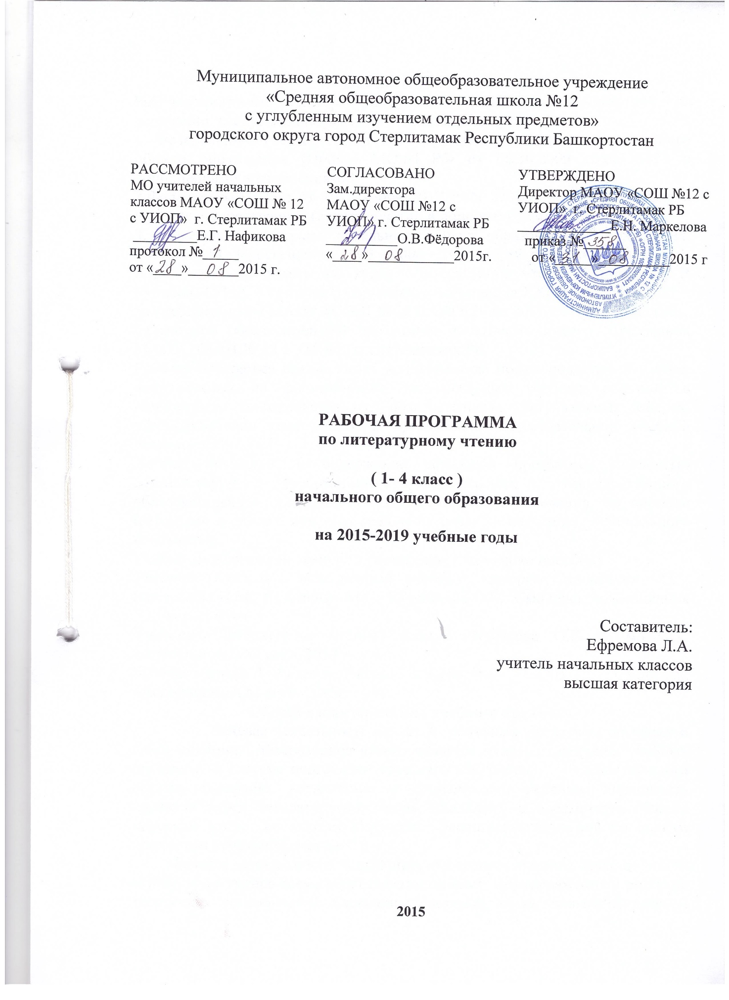 Муниципальное автономное общеобразовательное учреждение
«Средняя общеобразовательная школа №12
с углубленным изучением отдельных предметов»
городского округа город Стерлитамак Республики Башкортостан
РАССМОТРЕНО
МО учителей начальных
классов МАОУ «СОШ № 12
с УИОП» г. Стерлитамак РБ
_________Е.Г. Нафикова
протокол № 1
от «28» 08 2015 г.
СОГЛАСОВАНО
Зам.директора
МАОУ «СОШ №12 с
УИОП» г. Стерлитамак РБ
__________О.В.Фёдорова
«28» 08 2015г.
УТВЕРЖДЕНО
Директор МАОУ «СОШ №12 с
УИОП» г. Стерлитамак РБ
_____________Е.Н. Маркелова
приказ № 358
от «31» 08 2015 г
РАБОЧАЯ ПРОГРАММА
по литературному чтению
( 1- 4 класс )
начального общего образования
на 2015-2019 учебные годы
Составитель:
Ефремова Л.А.
учитель начальных классов
высшая категория
2015